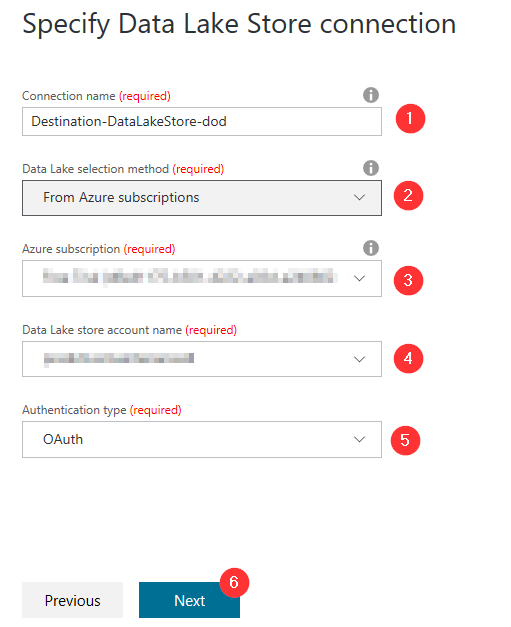 Specify Data Lake Store connection
Connection name (required)
Destination-DataLakeStore-dod
1
Data Lake selection method (required)
From Azure subscriptions
2
Azure subscription (required)
3
Data Lake store account name (required)
4
Authentication type (required)
OAuth
5
6
Previous
Next